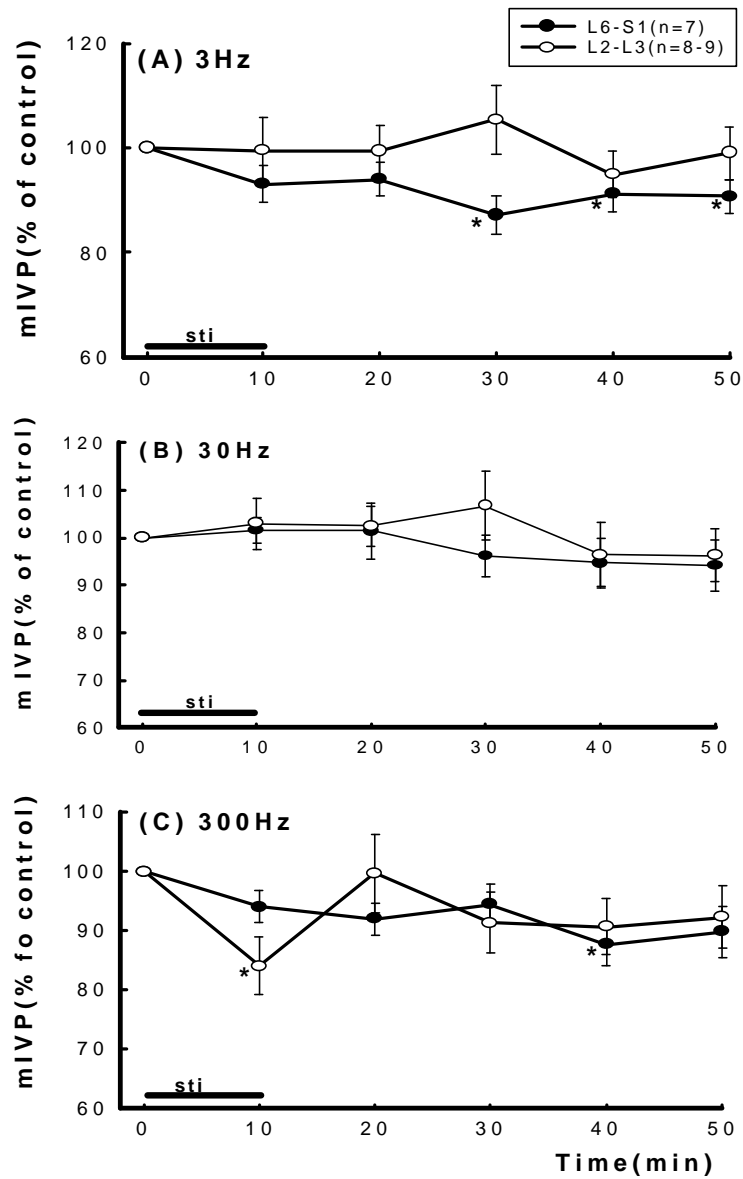 L6-S1(n=7)
L2-L3(n=8-9)
(A) 3Hz
mIVP(% of control)
120
100
80
60
*
*
*
sti
0 10 20 30 40 50
(B) 30Hz
mIVP(% of control)
120
110
100
90
80
70
60
sti
0 10 20 30 40 50
(C) 300Hz
mIVP(% fo control)
110
100
90
80
70
60
*
*
sti
0 10 20 30 40 50
Time(min)